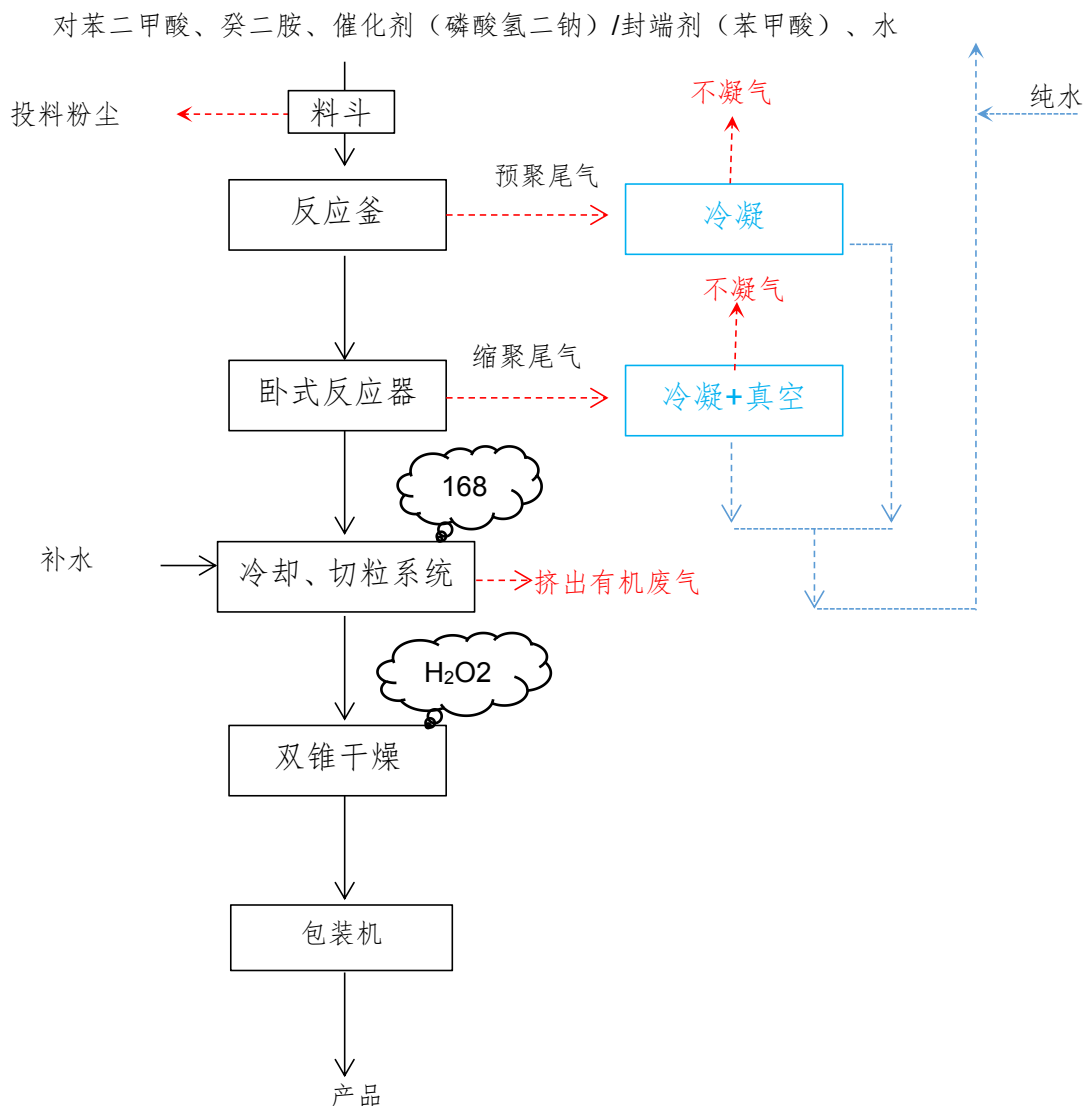 对苯二甲酸、癸二胺、催化剂（磷酸氢二钠）/封端剂（苯甲酸）、水
投料粉尘
料斗
不凝气
纯水
反应釜
预聚尾气
冷凝
不凝气
卧式反应器
缩聚尾气
冷凝+真空
168
补水
冷却、切粒系统
挤出有机废气
H₂O2
双锥干燥
包装机
产品